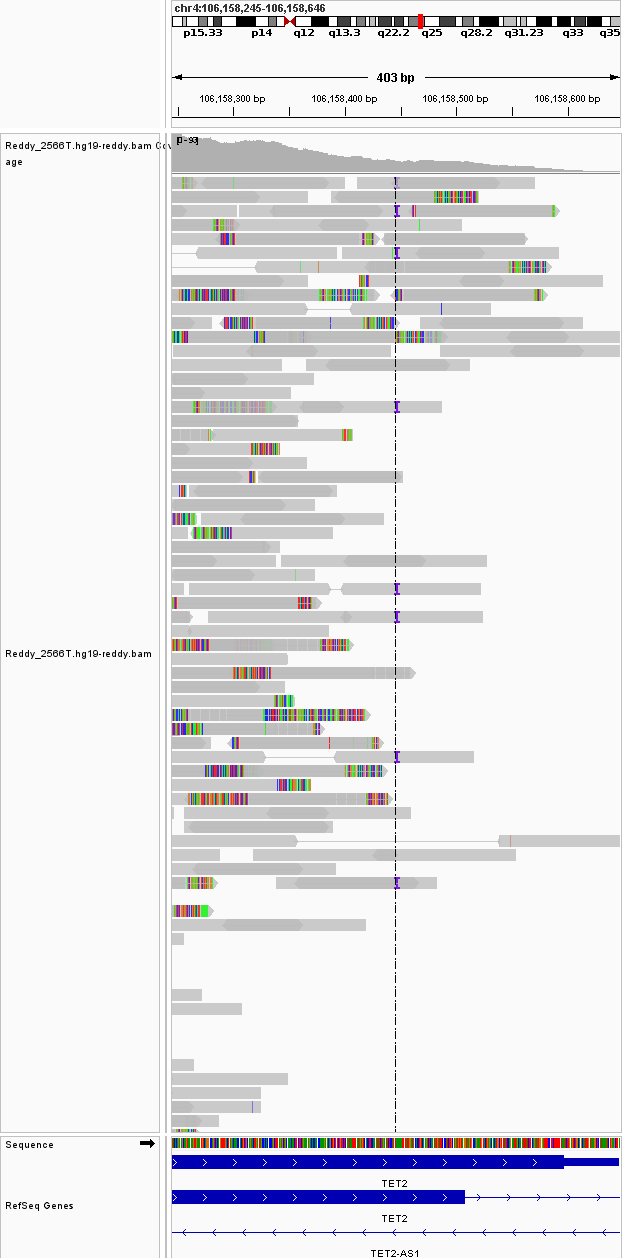 chr4:106,158,245-106,158,646
p15.33 p14 q12 q13.3 q22.2 q25 q28.2 q31.23 q33 q35
403 bp
106,158,300 bp 106,158,400 bp 106,158,500 bp 106,158,600 bp
[0-93]
Reddy_2566T.hg19-reddy.bam Cov
age
Reddy_2566T.hg19-reddy.bam
Sequence
TET2
RefSeq Genes
TET2
TET2-AS1